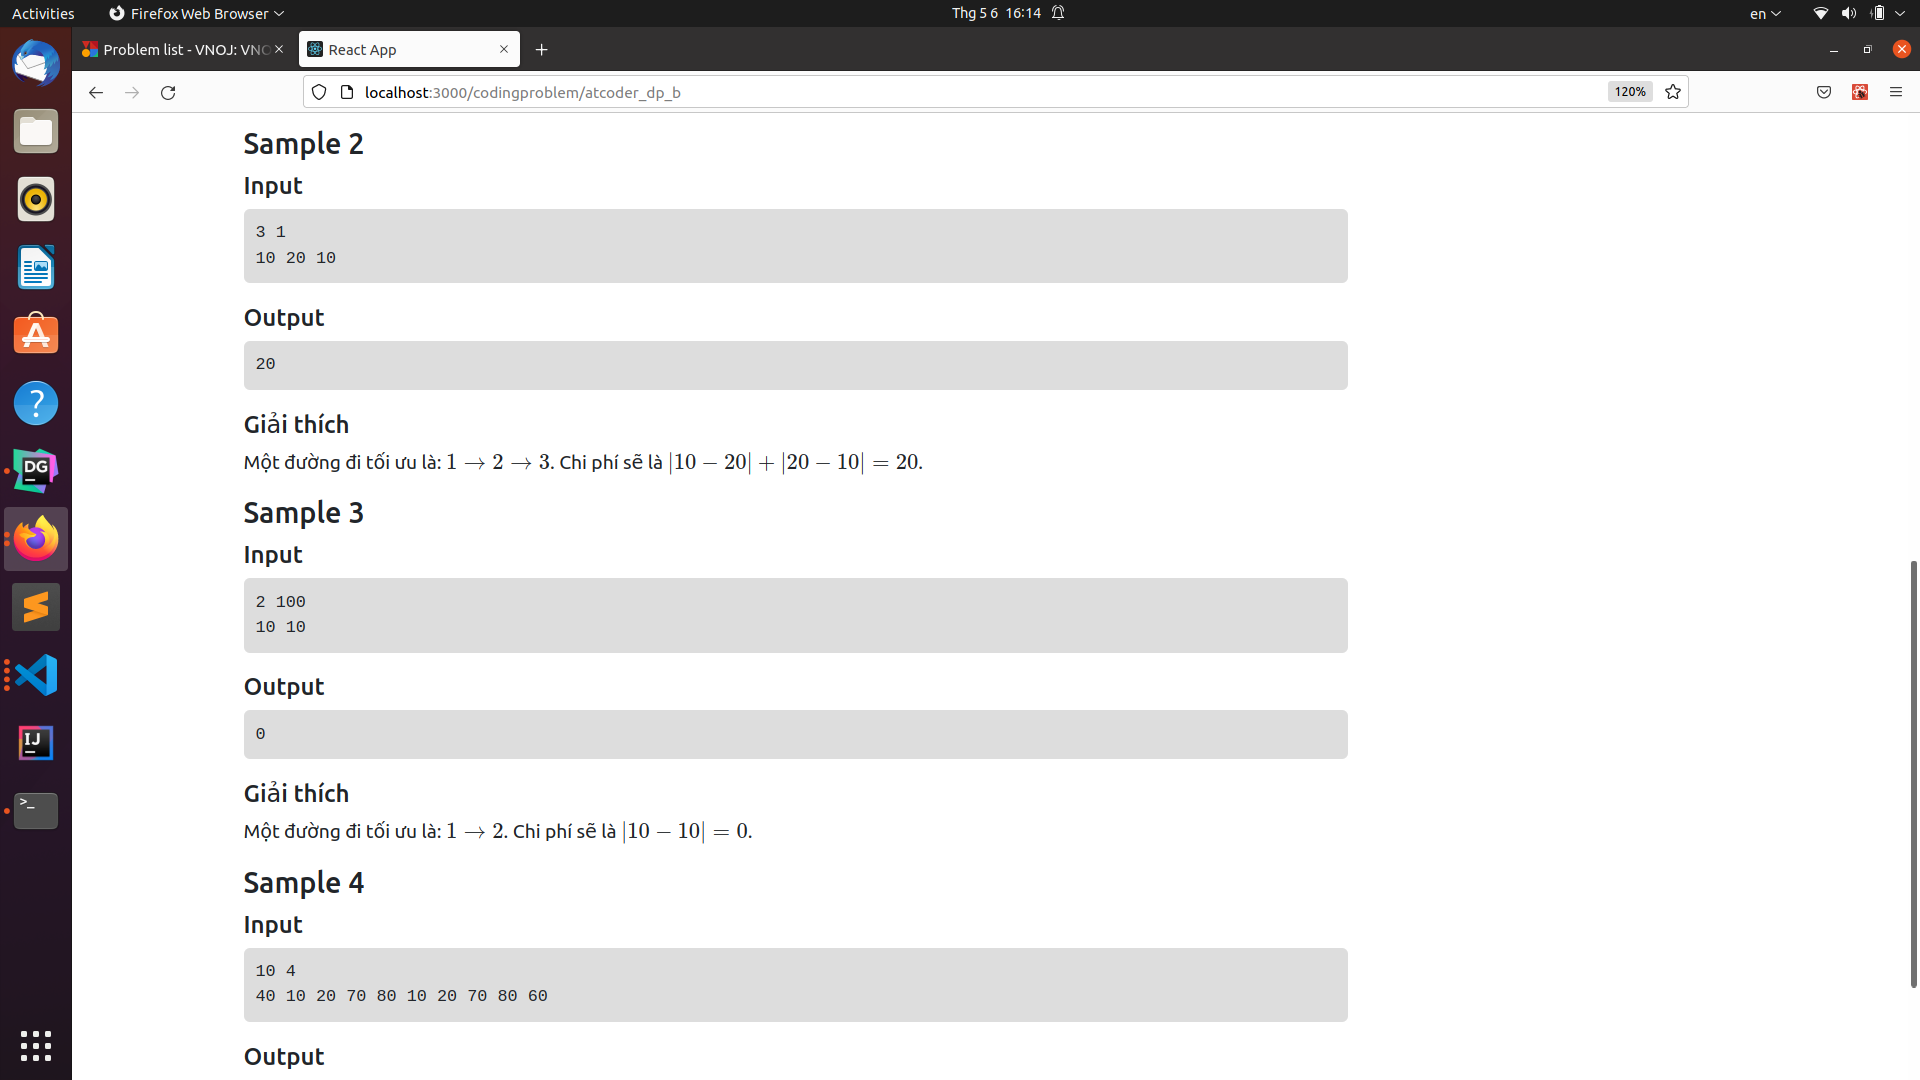 Activities
Firefox Web Browser
Thg 5 6 16:14
en
Problem list - VNOJ: VNO
React App
localhost:3000/codingproblem/atcoder_dp_b
120%
Sample 2
Input
3 1
10 20 10
Output
20
Giải thích
Một đường đi tối ưu là: 1 → 2 → 3. Chi phí sẽ là |10 − 20| + |20 − 10| = 20.
Sample 3
Input
2 100
10 10
Output
0
Giải thích
Một đường đi tối ưu là: 1 → 2. Chi phí sẽ là |10 − 10| = 0.
Sample 4
Input
10 4
40 10 20 70 80 10 20 70 80 60
Output
DG
IJ
>_